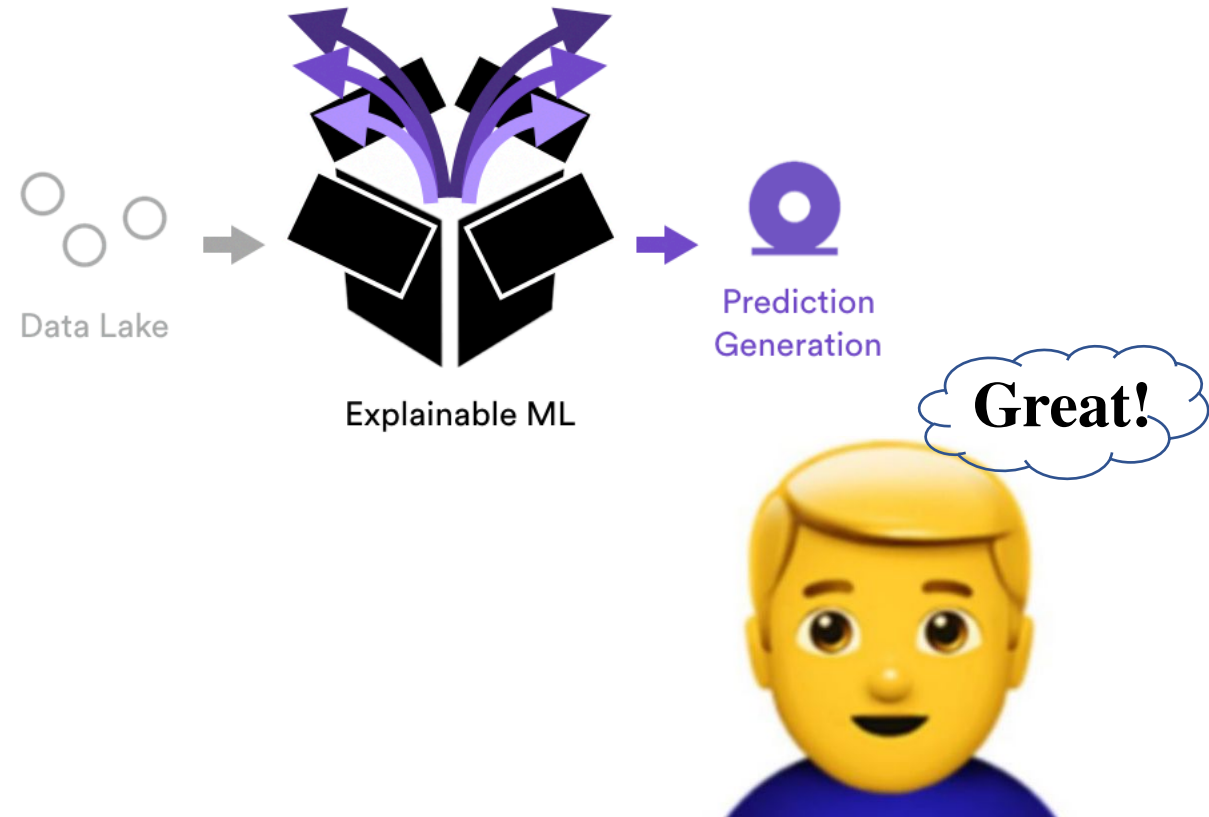 Data Lake
Explainable ML
Prediction
Generation
Great!